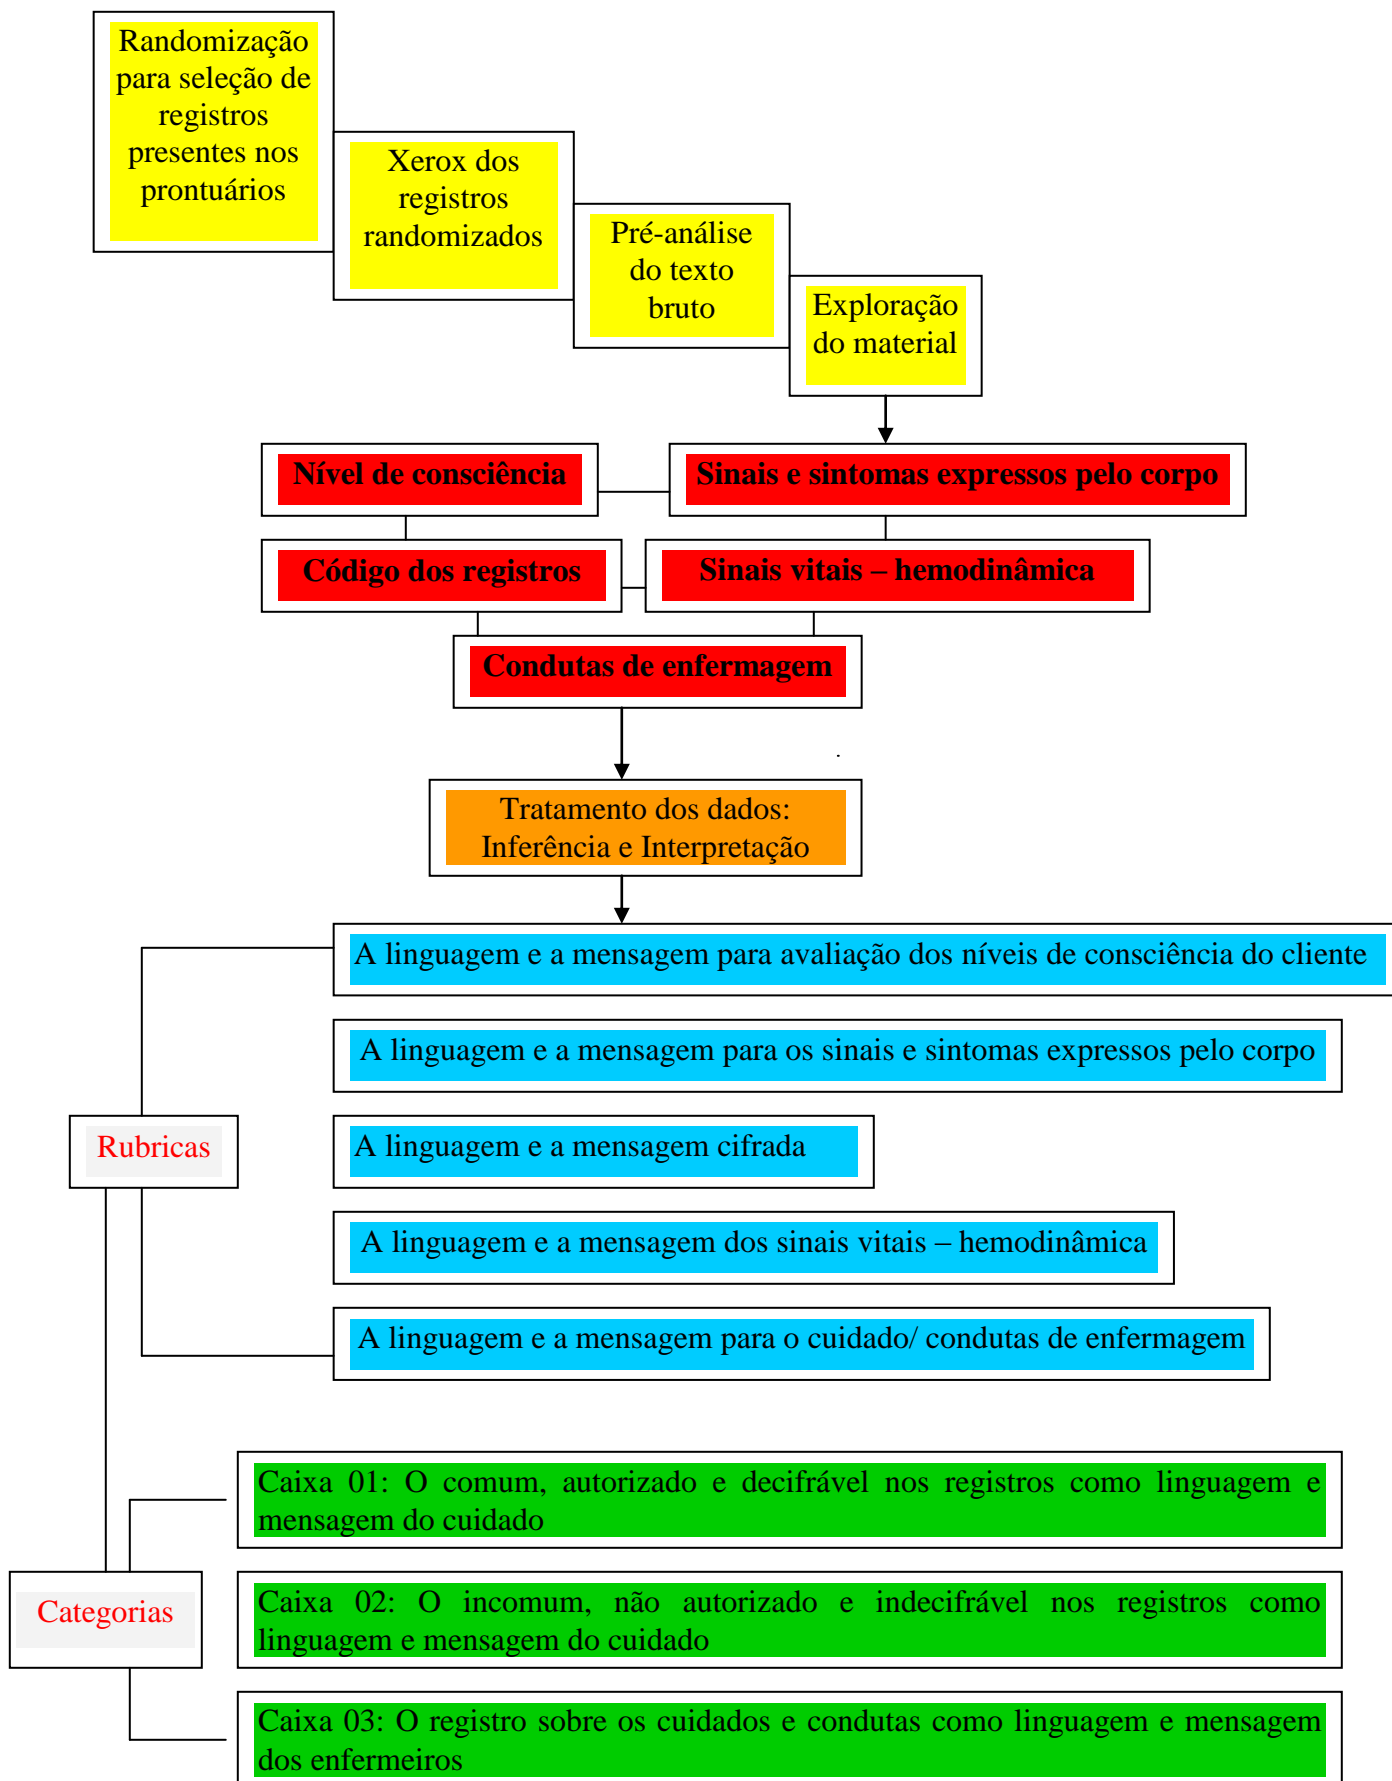 Randomização
para seleção de
registros
presentes nos
prontuários
Xerox dos
registros
randomizados
Pré-análise
do texto
bruto
Exploração
do material
Nível de consciência
Sinais e sintomas expressos pelo corpo
Código dos registros
Sinais vitais – hemodinâmica
Condutas de enfermagem
Tratamento dos dados:
Inferência e Interpretação
A linguagem e a mensagem para avaliação dos níveis de consciência do cliente
A linguagem e a mensagem para os sinais e sintomas expressos pelo corpo
Rubricas
A linguagem e a mensagem cifrada
A linguagem e a mensagem dos sinais vitais – hemodinâmica
A linguagem e a mensagem para o cuidado/ condutas de enfermagem
Caixa 01: O comum, autorizado e decifrável nos registros como linguagem e
mensagem do cuidado
Categorias
Caixa 02: O incomum, não autorizado e indecifrável nos registros como
linguagem e mensagem do cuidado
Caixa 03: O registro sobre os cuidados e condutas como linguagem e mensagem
dos enfermeiros